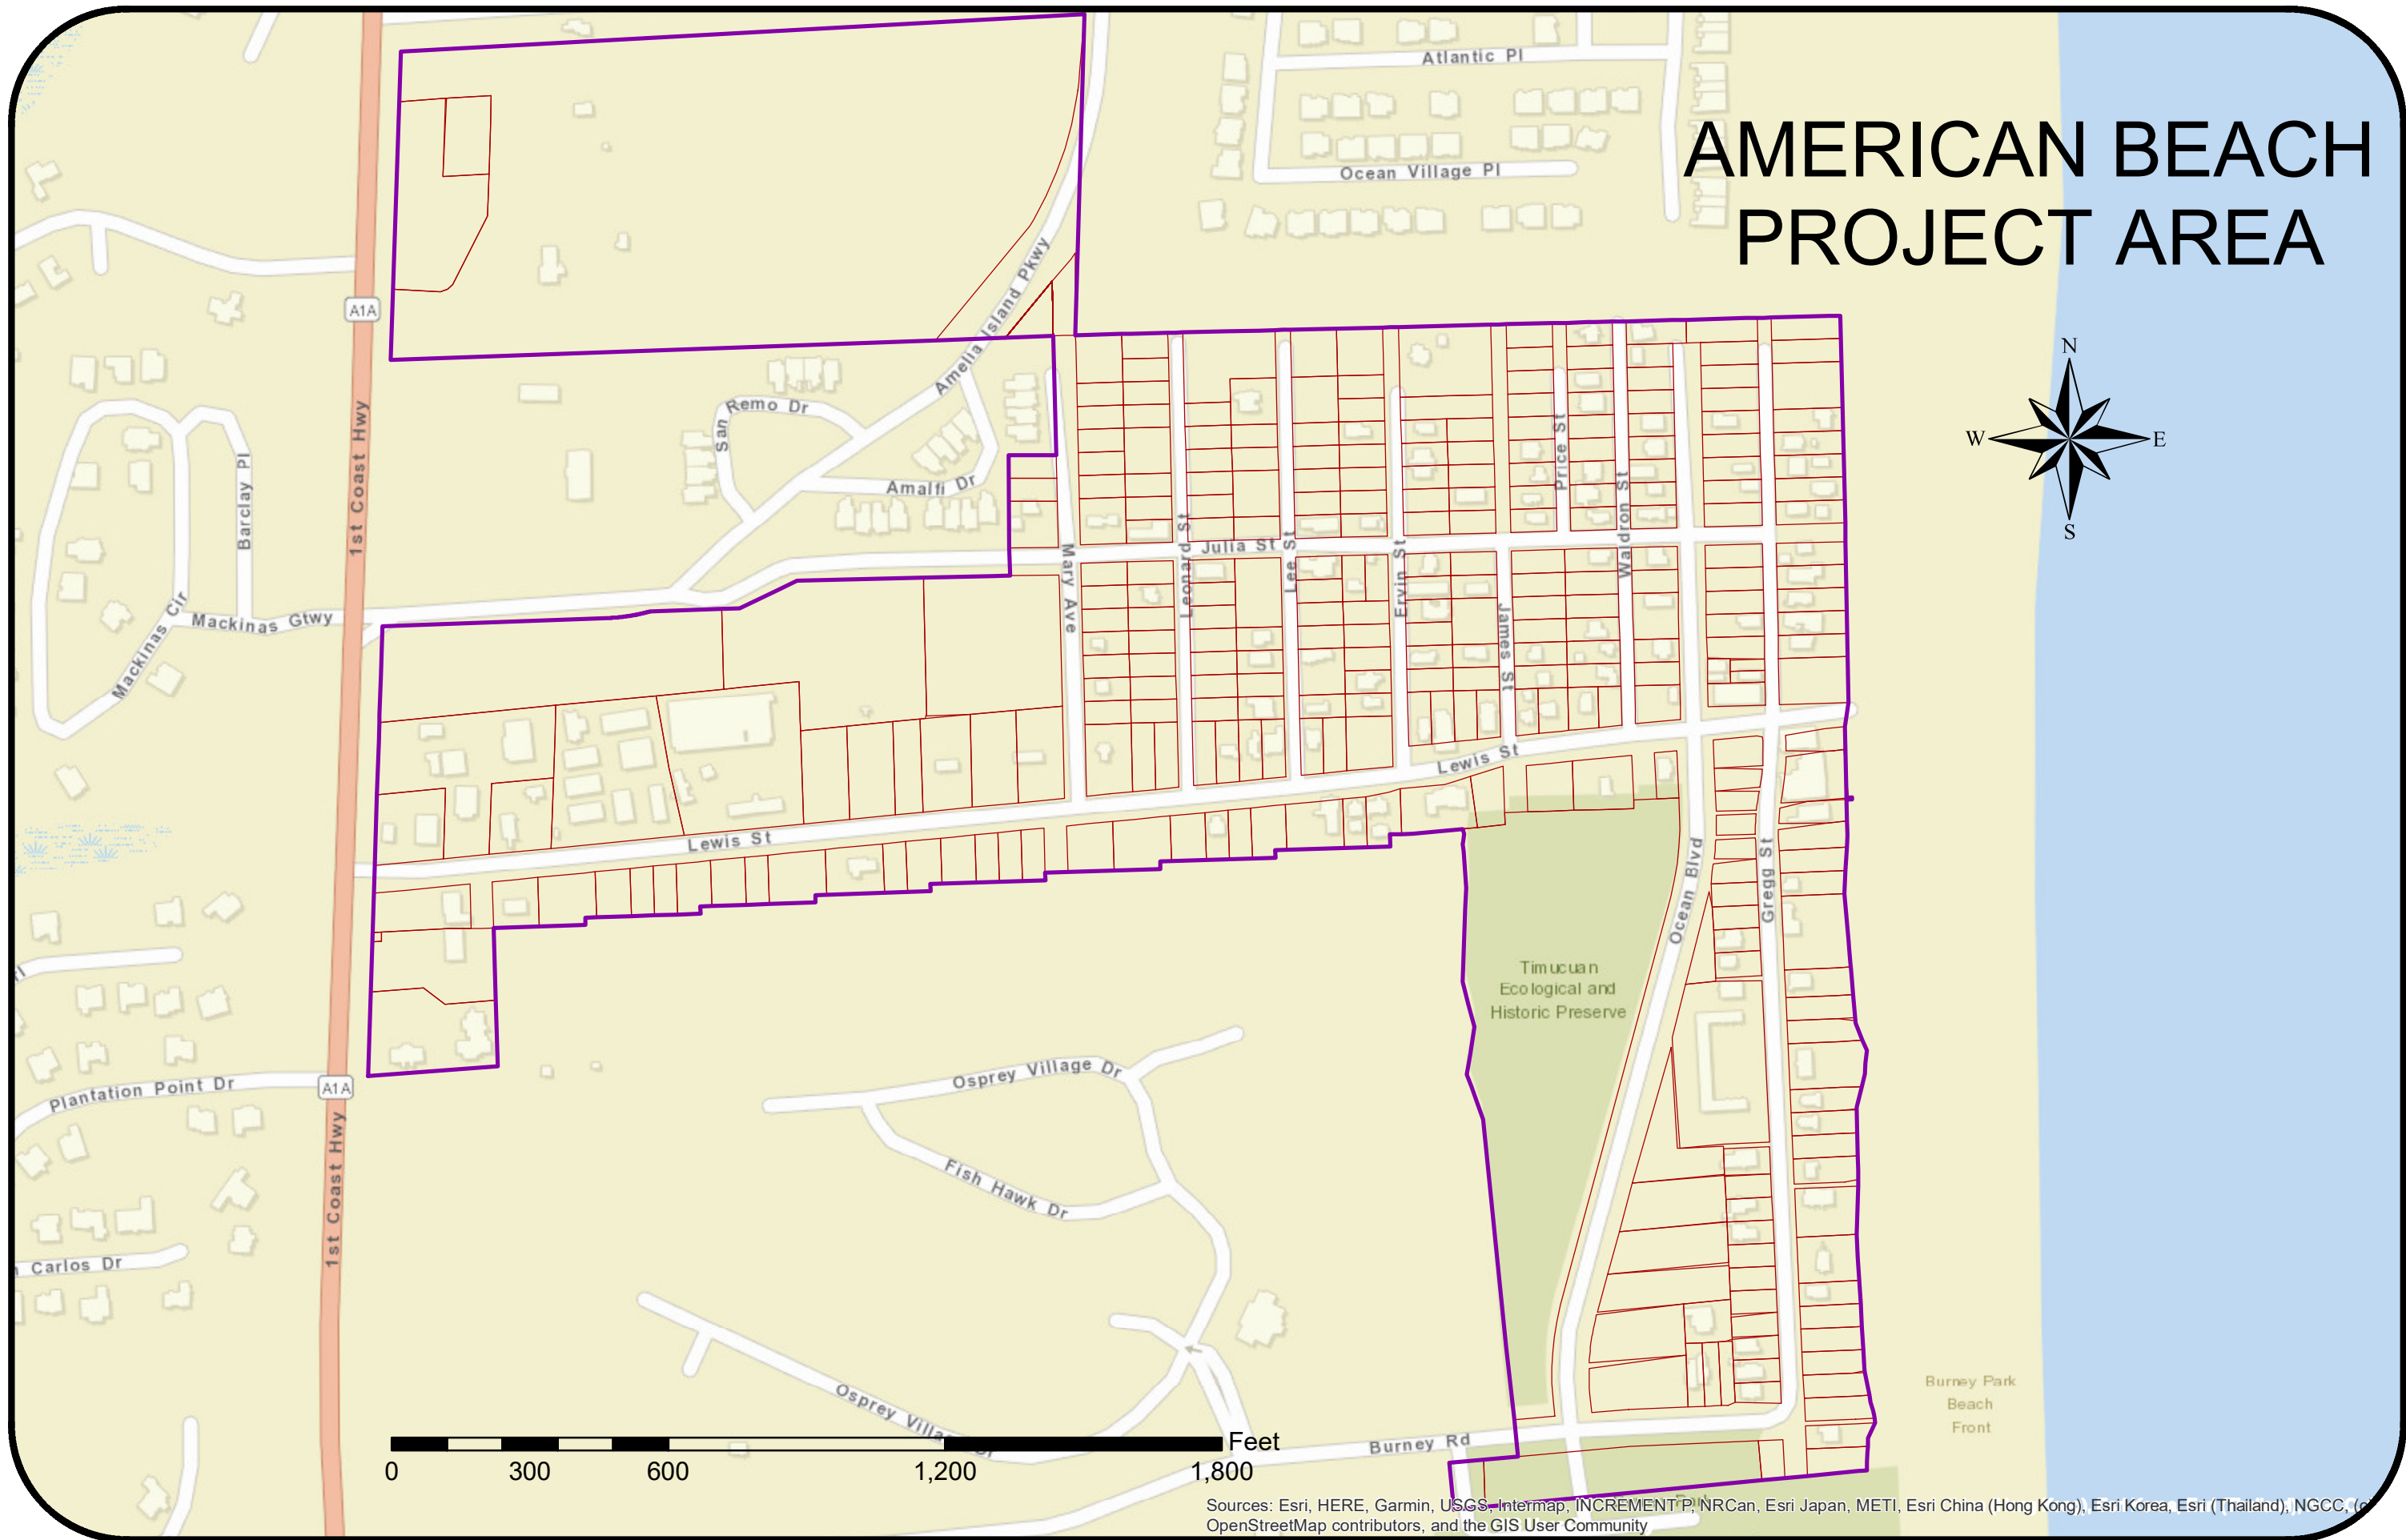 Atlantic Pl
AMERICAN BEACH
PROJECT AREA
Ocean Village Pl
Amelia Island Pkwy
A1A
N
W
E
S
San Remo Dr
Amalfi Dr
1st Coast Hwy
Barclay Pl
Price St
Waldron St
Julia St
Mary Ave
Leonard St
Lee St
Ervin St
James St
Mackinas Gtwy
Mackinas Cir
Lewis St
Lewis St
Ocean Blvd
Gregg St
Timucuan
Ecological and
Historic Preserve
Osprey Village Dr
A1A
Plantation Point Dr
Fish Hawk Dr
1st Coast Hwy
Carlos Dr
Osprey Villa
Burney Park
Beach
Front
Burney Rd
Feet
0 300 600 1,200 1,800
Sources: Esri, HERE, Garmin, USGS, Intermap, INCREMENT P, NRCan, Esri Japan, METI, Esri China (Hong Kong), Esri Korea, Esri (Thailand), NGCC, (c
OpenStreetMap contributors, and the GIS User Community